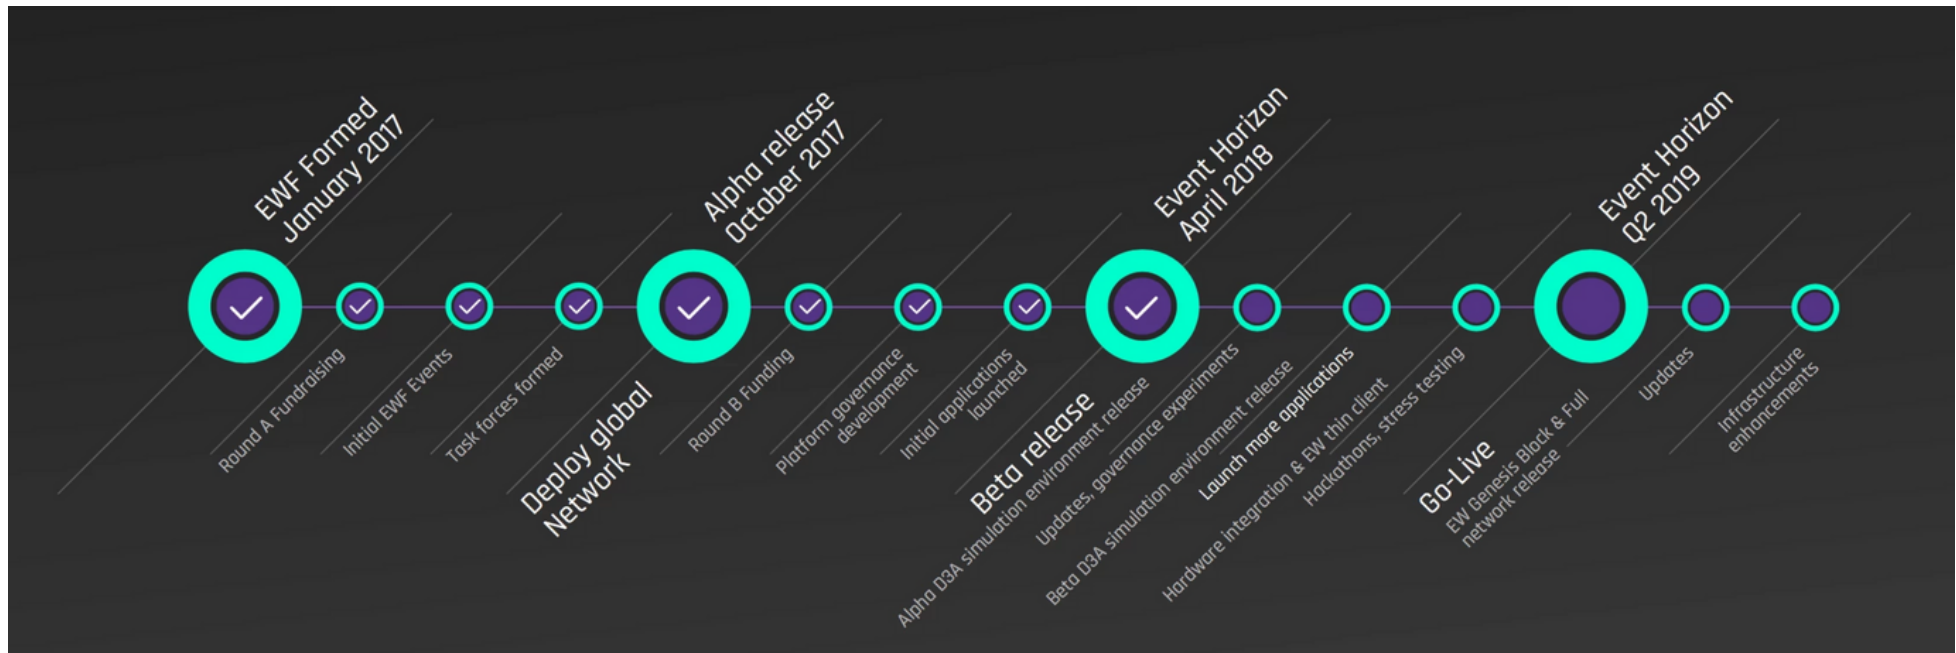 EWF Formed
January 2017
Alpha release
October 2017
Event Horizon
April 2018
Event Horizon
Q2 2019
Round A Fundraising
Initial EWF Events
Task forces formed
Deploy global
Network
Round B Funding
Platform governance
development
Initial applications
launched
Beta release
Alpha D3A simulation environment release
Updates, governance experiments
Beta D3A simulation environment release
Launch more applications
Hardware integration & EW thin client
Hackathons, stress testing
Go-Live
EW Genesis Block & Full
network release
Updates
Infrastructure
enhancements